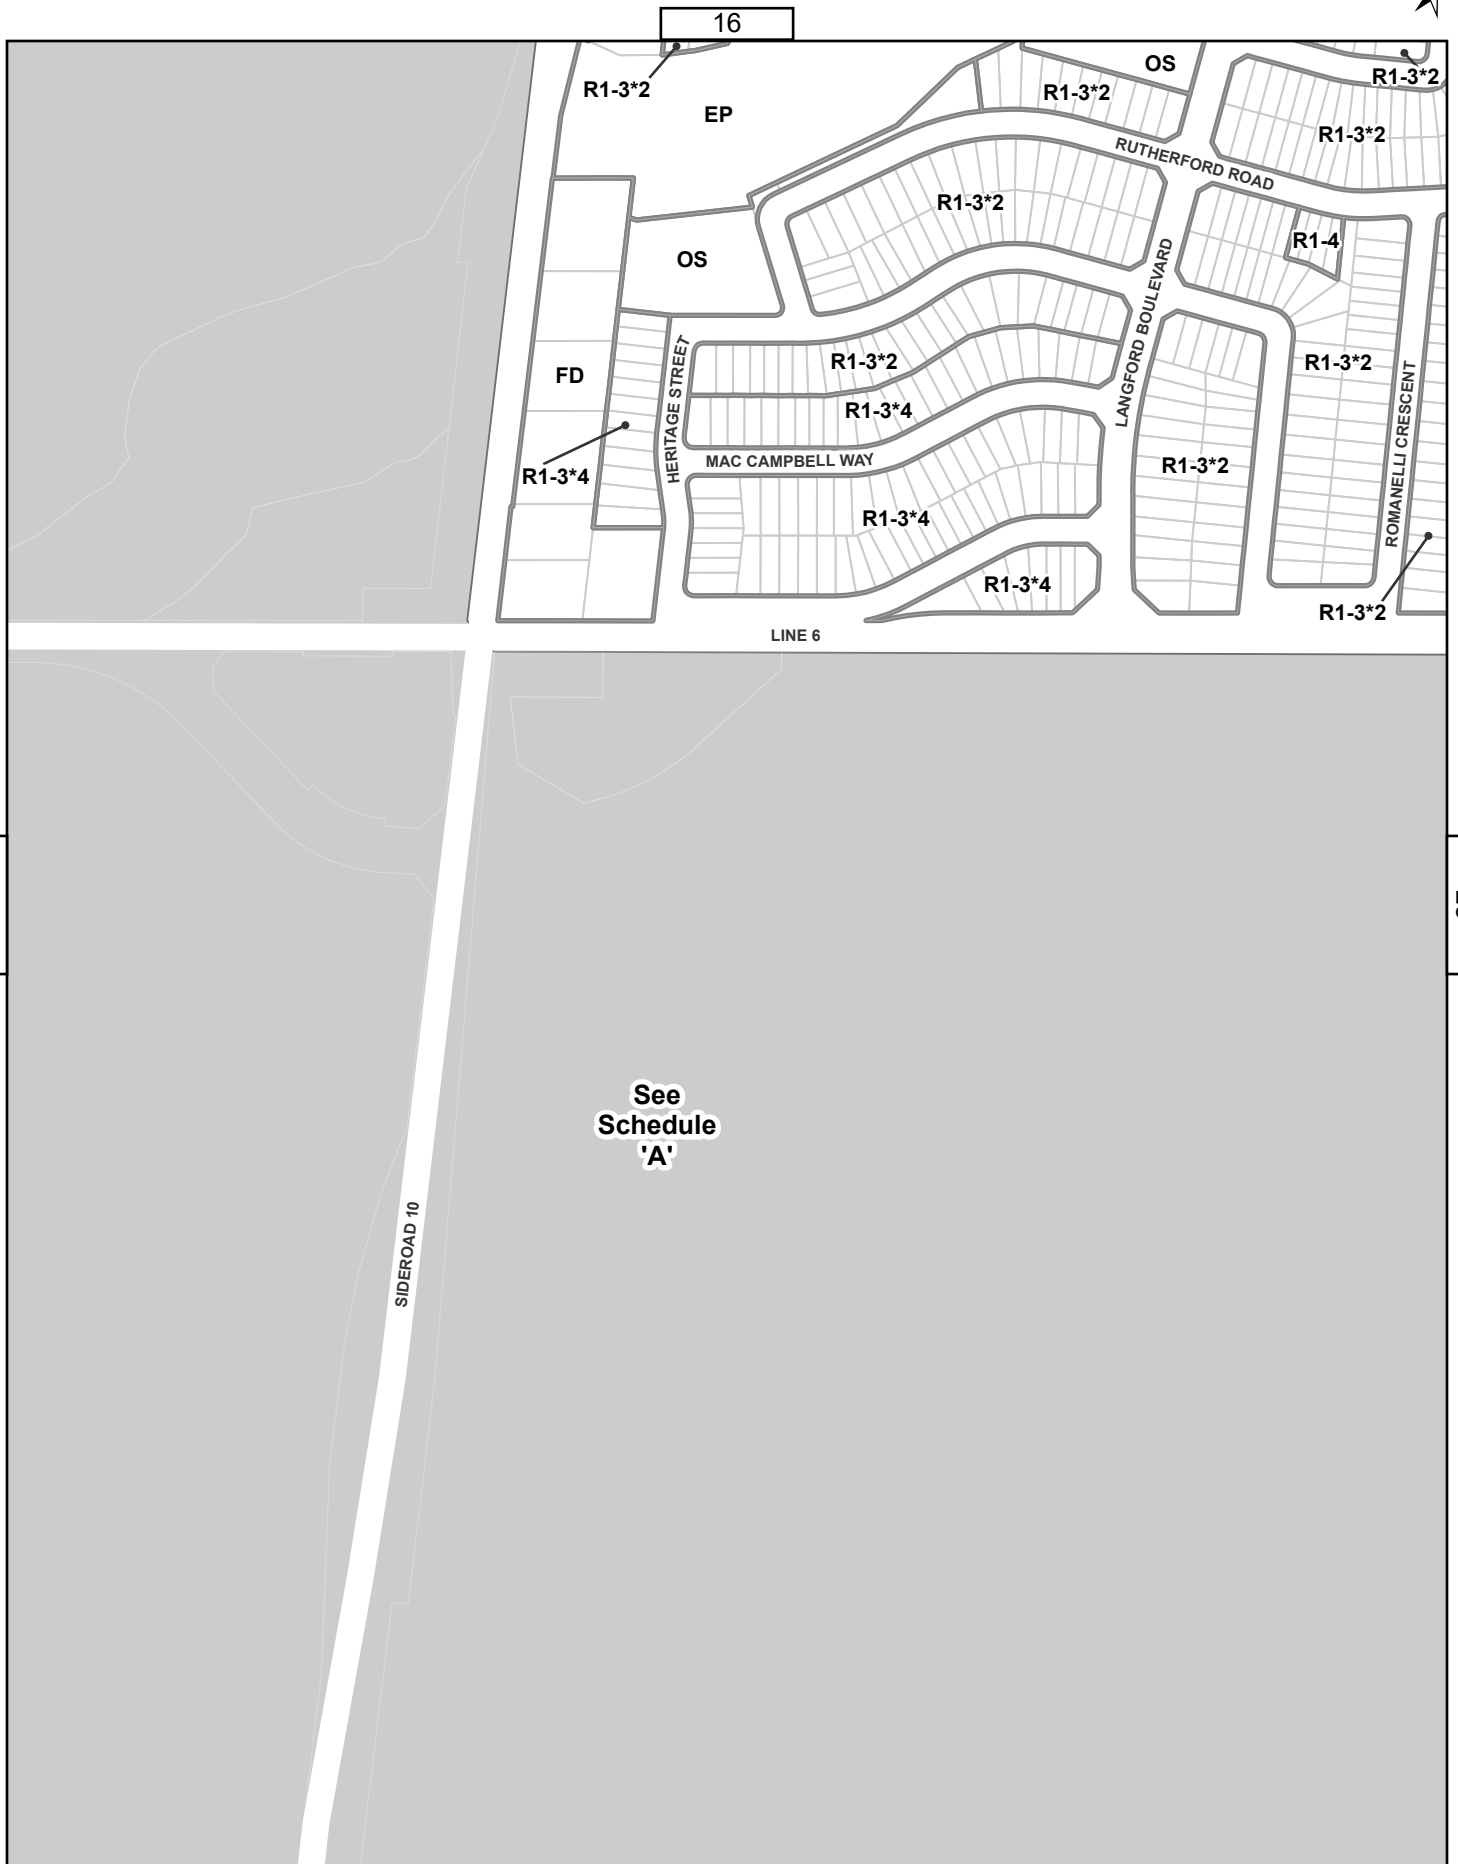 16
OS
R1-3*2
R1-3*2
R1-3*2
EP
R1-3*2
RUTHERFORD ROAD
R1-3*2
R1-4
OS
LANGFORD BOULEVARD
HERITAGE STREET
R1-3*2
R1-3*2
FD
ROMANELLI CRESCENT
R1-3*4
MAC CAMPBELL WAY
R1-3*2
R1-3*4
R1-3*4
R1-3*4
R1-3*2
LINE 6
See
Schedule
'A'
SIDEROAD 10